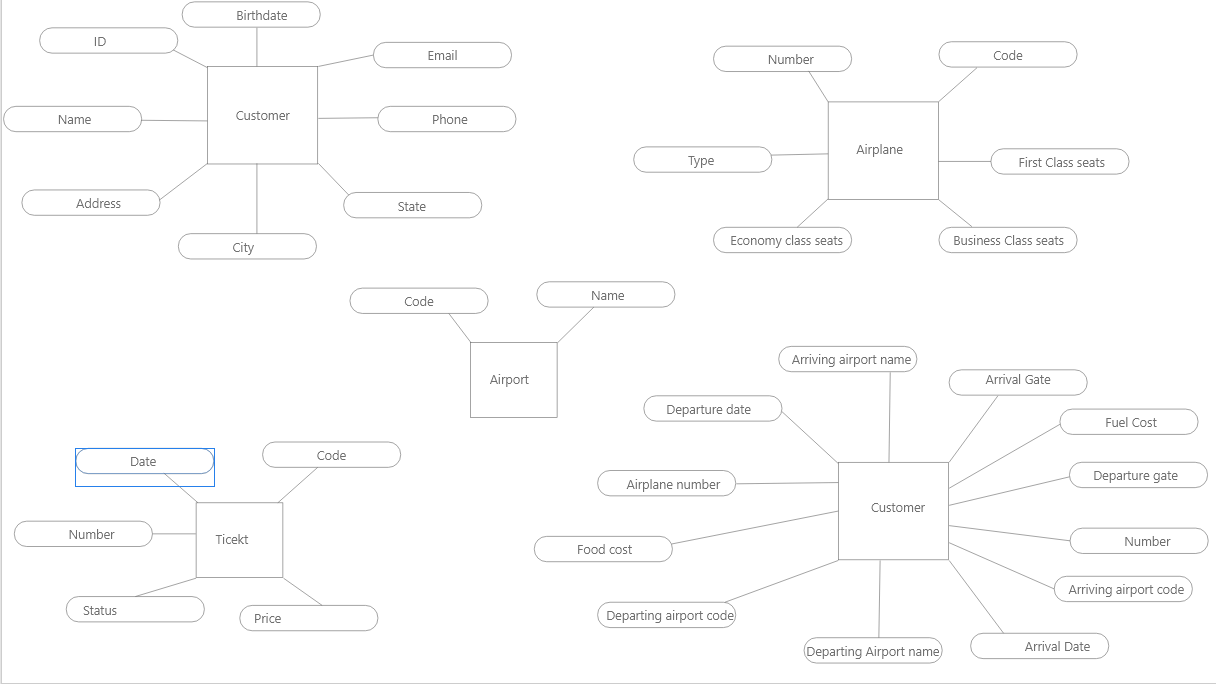 Birthdate
ID
Email
Customer
Name
Phone
Address
State
City
Number
Code
Airplane
Type
First Class seats
Economy class seats
Business Class seats
Code
Name
Airport
Arriving airport name
Arrival Gate
Departure date
Fuel Cost
Airplane number
Departure gate
Customer
Food cost
Number
Arriving airport code
Departing airport code
Departing Airport name
Arrival Date
Date
Code
Number
Ticekt
Status
Price